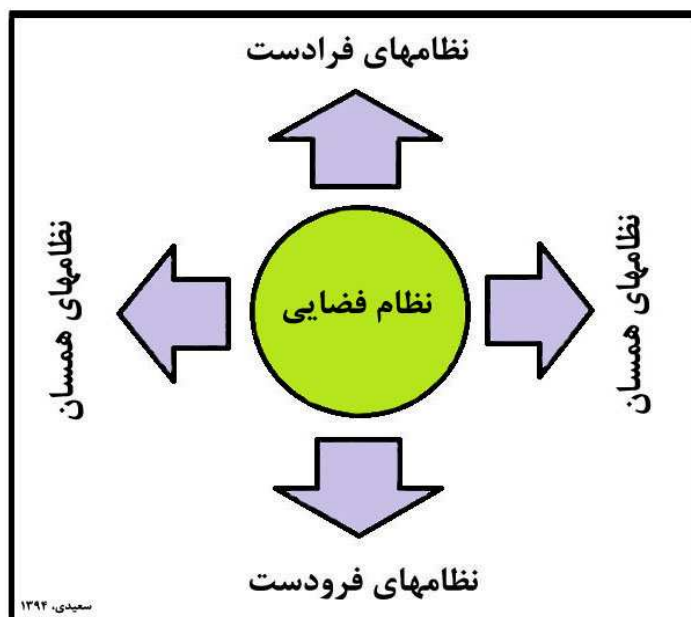 نظامهای فرادست
نظامهای همسان
نظام فضایی
نظامهای همسان
نظامهای فرودست
سعیدی، ۱۳۹۴